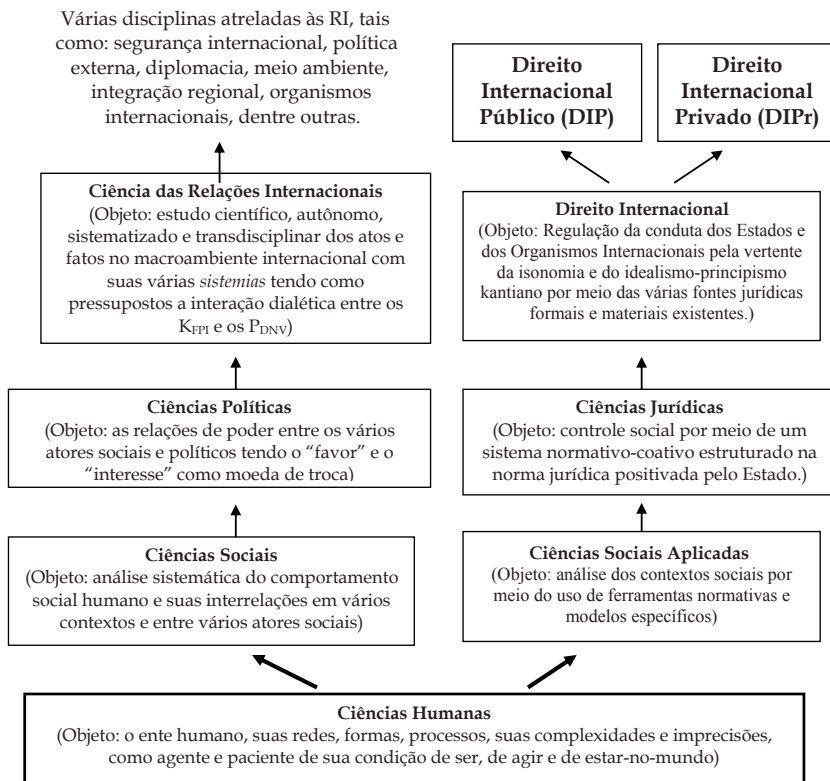 Várias disciplinas atreladas às RI, tais
como: segurança internacional, política
externa, diplomacia, meio ambiente,
integração regional, organismos
internacionais, dentre outras.
Direito
Internacional
Público (DIP)
Direito
Internacional
Privado (DIPr)
Ciência das Relações Internacionais
(Objeto: estudo científico, autônomo,
sistematizado e transdisciplinar dos atos e
fatos no macroambiente internacional com
suas várias sistemias tendo como
pressupostos a interação dialética entre os
KFPI e os PDNV)
Direito Internacional
(Objeto: Regulação da conduta dos Estados e
dos Organismos Internacionais pela vertente
da isonomia e do idealismo-principismo
kantiano por meio das várias fontes jurídicas
formais e materiais existentes.)
Ciências Políticas
(Objeto: as relações de poder entre os vários
atores sociais e políticos tendo o “favor” e o
“interesse” como moeda de troca)
Ciências Jurídicas
(Objeto: controle social por meio de um
sistema normativo-coativo estruturado na
norma jurídica positivada pelo Estado.)
Ciências Sociais
(Objeto: análise sistemática do comportamento
social humano e suas interrelações em vários
contextos e entre vários atores sociais)
Ciências Sociais Aplicadas
(Objeto: análise dos contextos sociais por
meio do uso de ferramentas normativas e
modelos específicos)
Ciências Humanas
(Objeto: o ente humano, suas redes, formas, processos, suas complexidades e imprecisões,
como agente e paciente de sua condição de ser, de agir e de estar-no-mundo)